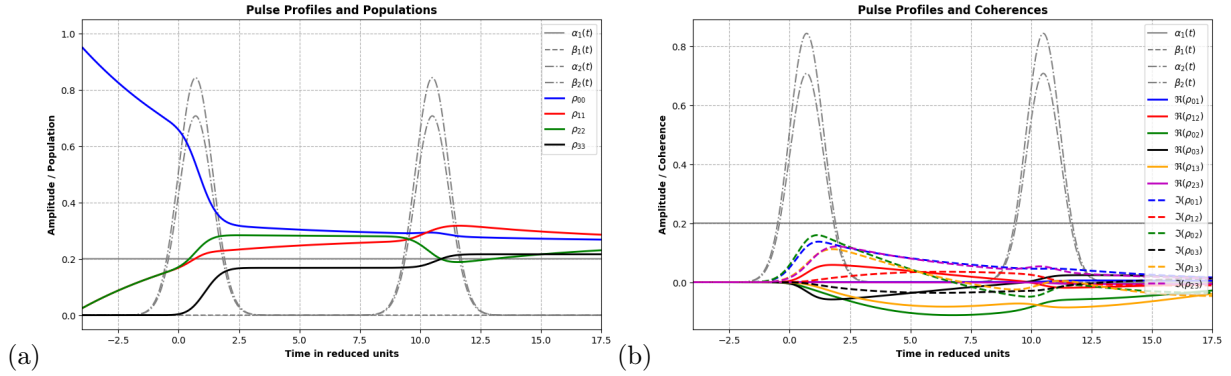 Pulse Profiles and Populations
1.0
0.8
0.6
0.4
0.2
0.0
Amplitude / Population
−2.5 0.0 2.5 5.0 7.5 10.0 12.5 15.0 17.5
Time in reduced units
α₁(t)
β₁(t)
α₂(t)
β₂(t)
ρ₀₀
ρ₁₁
ρ₂₂
ρ₃₃
(a)
Pulse Profiles and Coherences
0.8
0.6
0.4
0.2
0.0
Amplitude / Coherence
−2.5 0.0 2.5 5.0 7.5 10.0 12.5 15.0 17.5
Time in reduced units
α₁(t)
β₁(t)
α₂(t)
β₂(t)
ℜ(ρ₀₁)
ℜ(ρ₁₂)
ℜ(ρ₀₂)
ℜ(ρ₀₃)
ℜ(ρ₁₃)
ℜ(ρ₂₃)
ℑ(ρ₀₁)
ℑ(ρ₁₂)
ℑ(ρ₀₂)
ℑ(ρ₀₃)
ℑ(ρ₁₃)
ℑ(ρ₂₃)
(b)